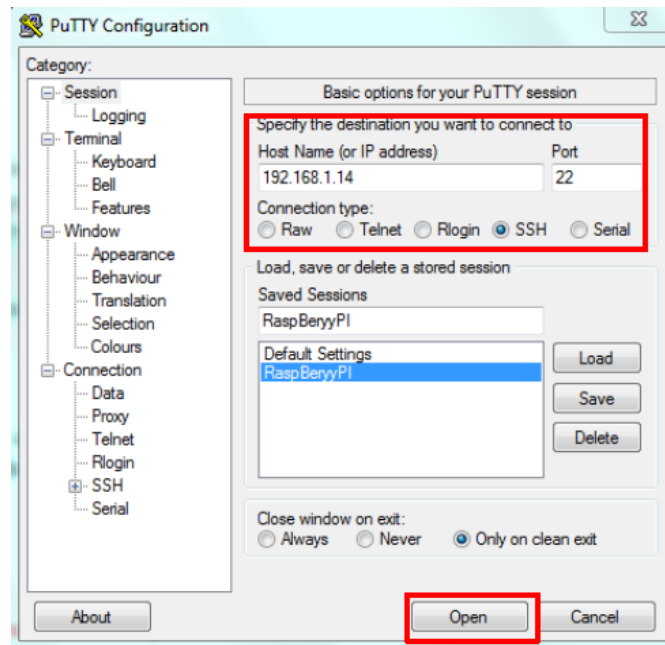 PuTTY Configuration
Category:
Session
Logging
Terminal
Keyboard
Bell
Features
Window
Appearance
Behaviour
Translation
Selection
Colours
Connection
Data
Proxy
Telnet
Rlogin
SSH
Serial
Basic options for your PuTTY session
Specify the destination you want to connect to
Host Name (or IP address) Port
192.168.1.14 22
Connection type:
Raw Telnet Rlogin SSH Serial
Load, save or delete a stored session
Saved Sessions
RaspBeryyPI
Default Settings
RaspBeryyPI
Load
Save
Delete
Close window on exit:
Always Never Only on clean exit
About Open Cancel